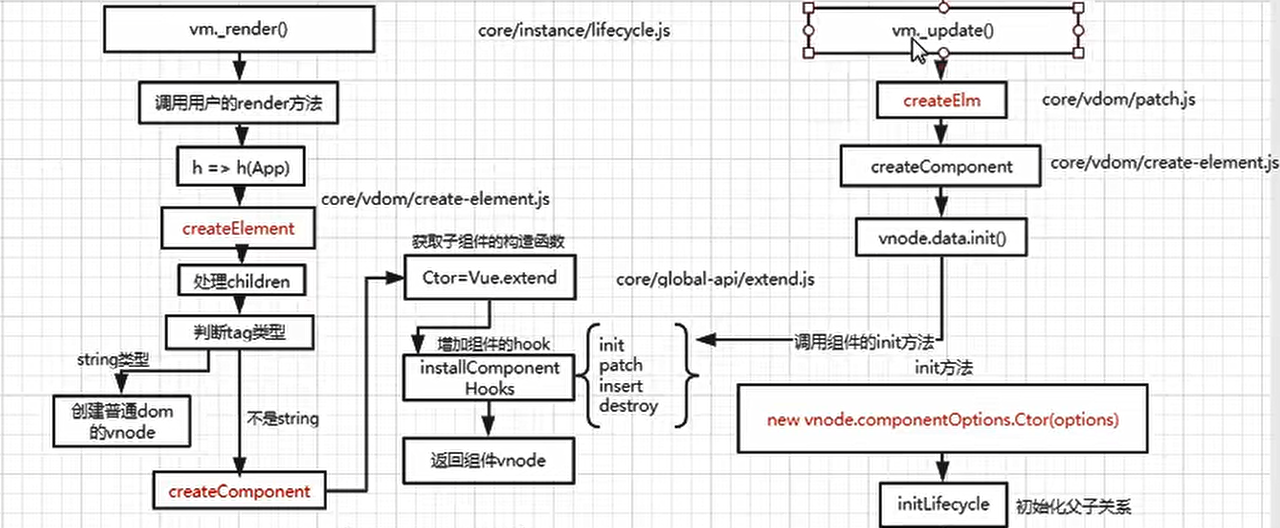 vm._render()
core/instance/lifecycle.js
调用用户的render方法
h => h(App)
core/vdom/create-element.js
createElement
处理children
判断tag类型
string类型
创建普通dom
的vnode
不是string
createComponent
获取子组件的构造函数
Ctor=Vue.extend
core/global-api/extend.js
增加组件的hook
installComponent
Hooks
init
patch
insert
destroy
返回组件vnode
vm._update()
createElm
core/vdom/patch.js
createComponent
core/vdom/create-element.js
vnode.data.init()
调用组件的init方法
init方法
new vnode.componentOptions.Ctor(options)
initLifecycle
初始化父子关系